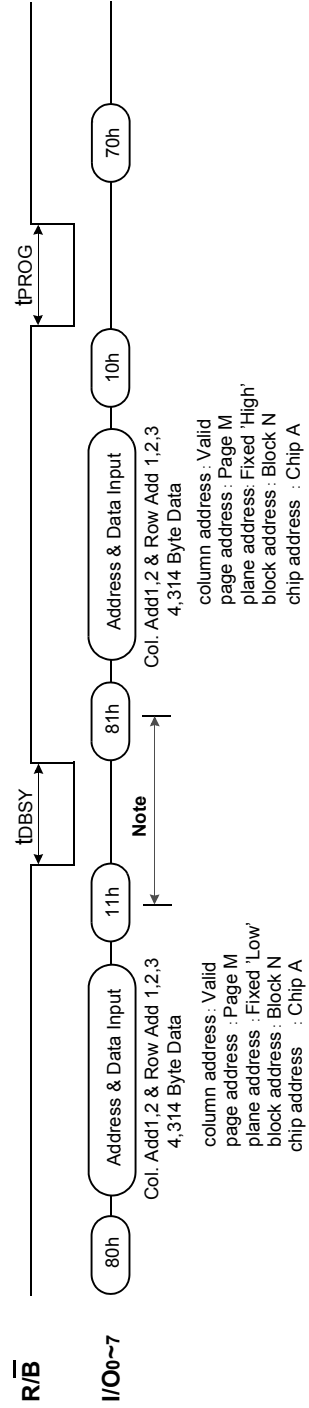 tDBSY
tPROG
R/B
I/O0~7
80h
Address & Data Input
11h
81h
Address & Data Input
10h
70h
Note
Col. Add1,2 & Row Add 1,2,3
4,314 Byte Data
column address : Valid
page address : Page M
plane address : Fixed 'Low'
block address : Block N
chip address : Chip A
Col. Add1,2 & Row Add 1,2,3
4,314 Byte Data
column address : Valid
page address : Page M
plane address: Fixed 'High'
block address : Block N
chip address : Chip A